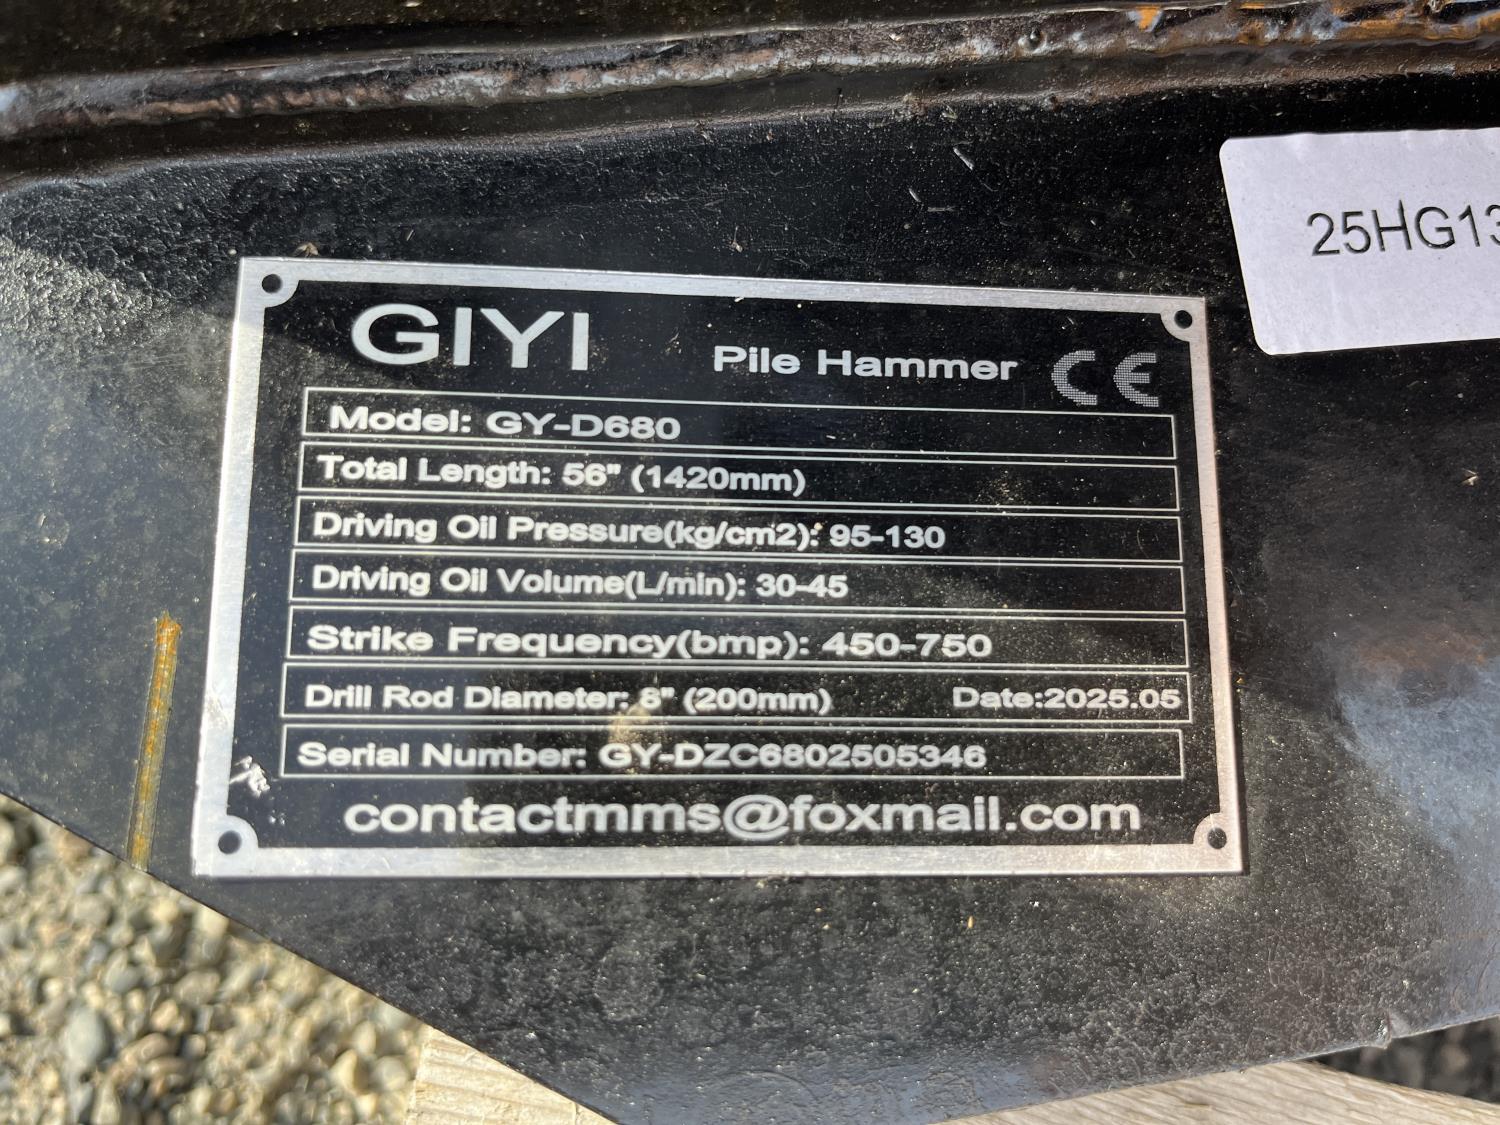 25HG13
GIYI Pile Hammer CE
Model: GY-D680
Total Length: 56" (1420mm)
Driving Oil Pressure(kg/cm2): 95-130
Driving Oil Volume(L/min): 30-45
Strike Frequency(bmp): 450-750
Drill Rod Diameter: 8" (200mm) Date:2025.05
Serial Number: GY-DZC6802505346
contactmms@foxmail.com